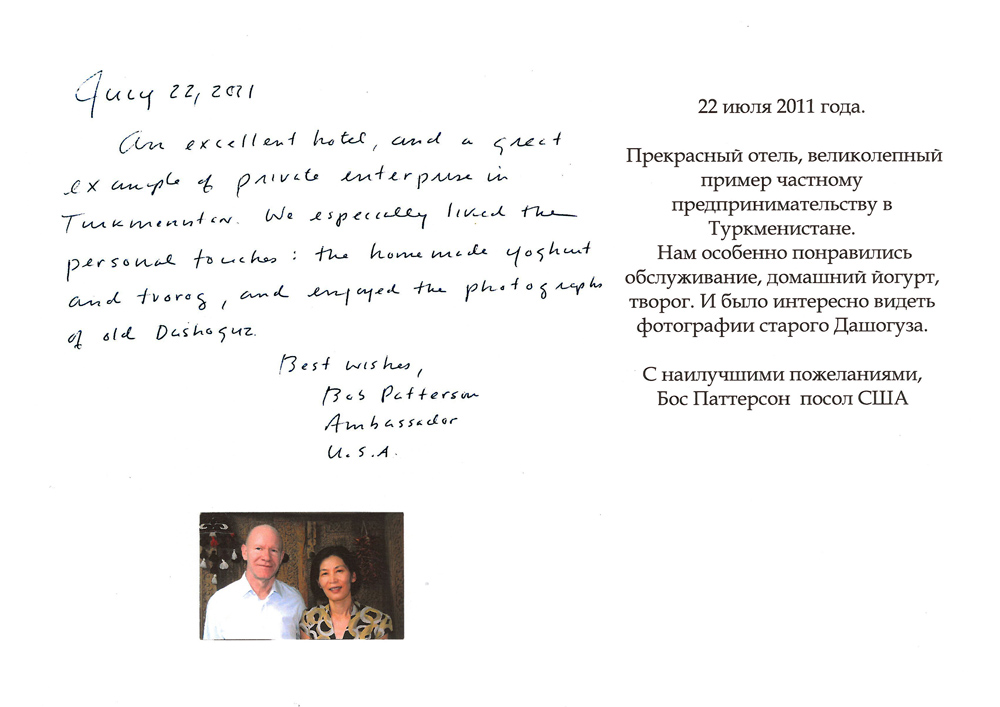 July 22, 2011
An excellent hotel, and a great
example of private enterprise in
Turkmenistan. We especially liked the
personal touches: the homemade yoghurt
and tvorog, and enjoyed the photographs
of old Dashoguz.
Best wishes,
Bob Patterson
Ambassador
U.S.A.
22 июля 2011 года.
Прекрасный отель, великолепный
пример частному
предпринимательству в
Туркменистане.
Нам особенно понравились
обслуживание, домашний йогурт,
творог. И было интересно видеть
фотографии старого Дашогуза.
С наилучшими пожеланиями,
Бос Паттерсон посол США